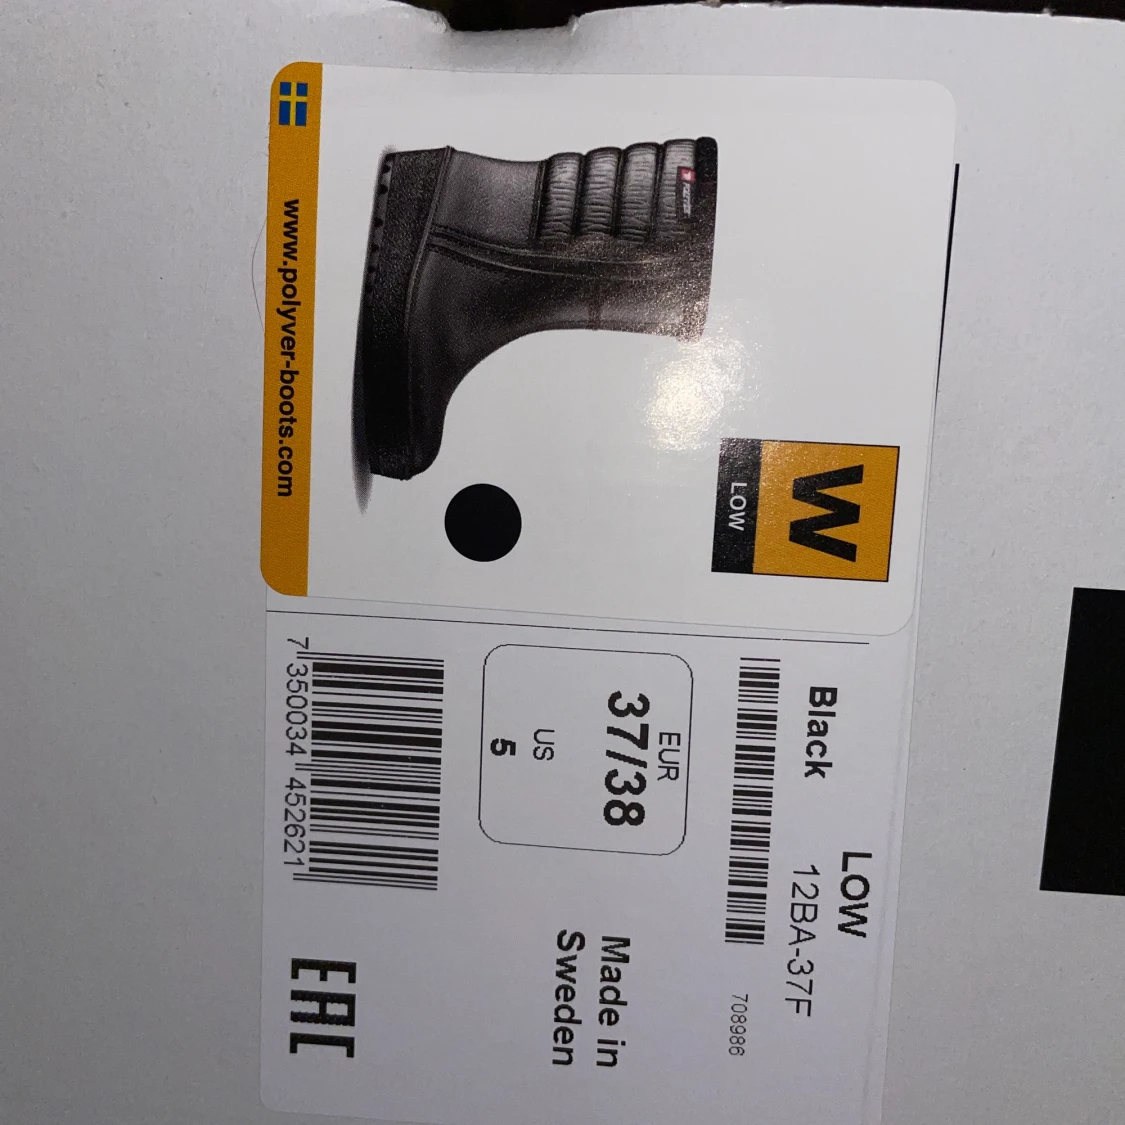 W
LOW
www.polyver-boots.com
LOW
Black 12BA-37F
708986
EUR
37/38
US
5
Made in
Sweden
7 350034 452621
EAC